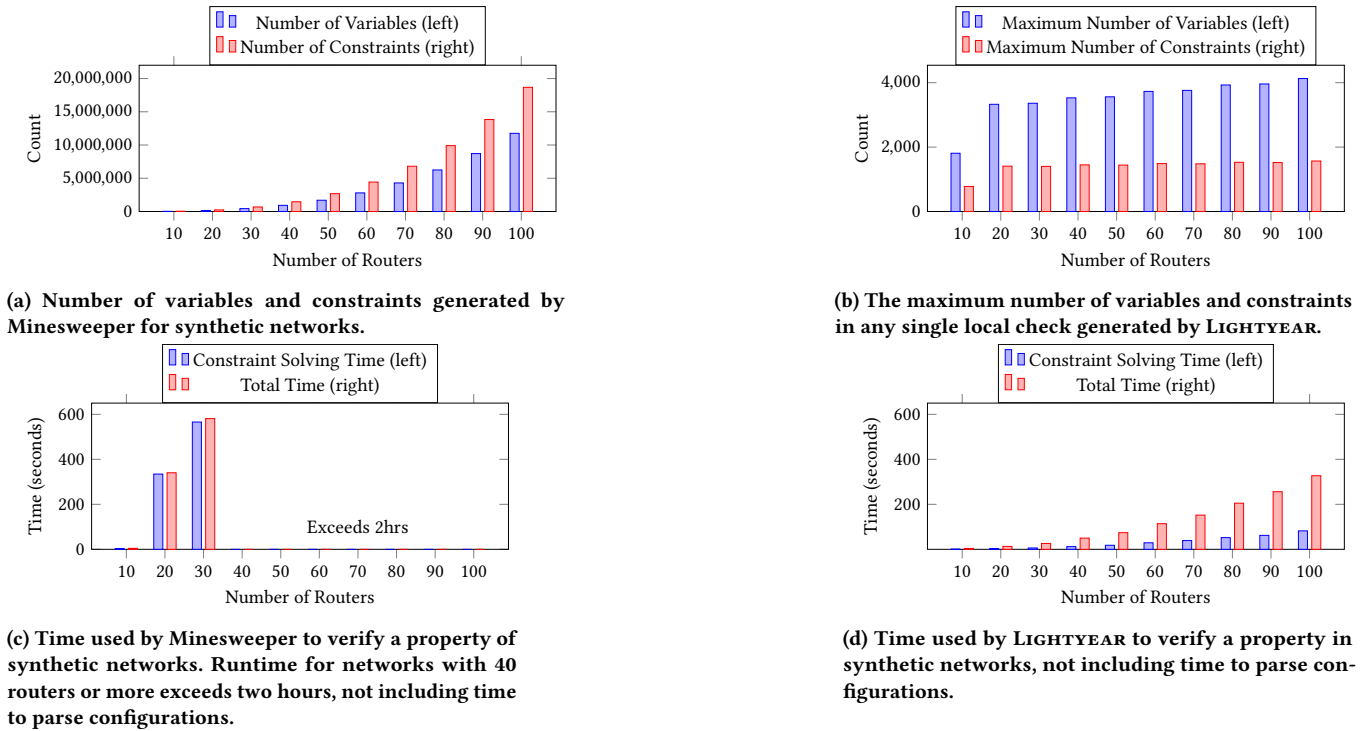 Number of Variables (left)
Number of Constraints (right)
20,000,000
15,000,000
10,000,000
5,000,000
0
Count
10 20 30 40 50 60 70 80 90 100
Number of Routers
(a) Number of variables and constraints generated by
Minesweeper for synthetic networks.
Maximum Number of Variables (left)
Maximum Number of Constraints (right)
4,000
2,000
0
Count
10 20 30 40 50 60 70 80 90 100
Number of Routers
(b) The maximum number of variables and constraints
in any single local check generated by LIGHTYEAR.
Constraint Solving Time (left)
Total Time (right)
600
400
200
0
Time (seconds)
Exceeds 2hrs
10 20 30 40 50 60 70 80 90 100
Number of Routers
(c) Time used by Minesweeper to verify a property of
synthetic networks. Runtime for networks with 40
routers or more exceeds two hours, not including time
to parse configurations.
Constraint Solving Time (left)
Total Time (right)
600
400
200
0
Time (seconds)
10 20 30 40 50 60 70 80 90 100
Number of Routers
(d) Time used by LIGHTYEAR to verify a property in
synthetic networks, not including time to parse con-
figurations.